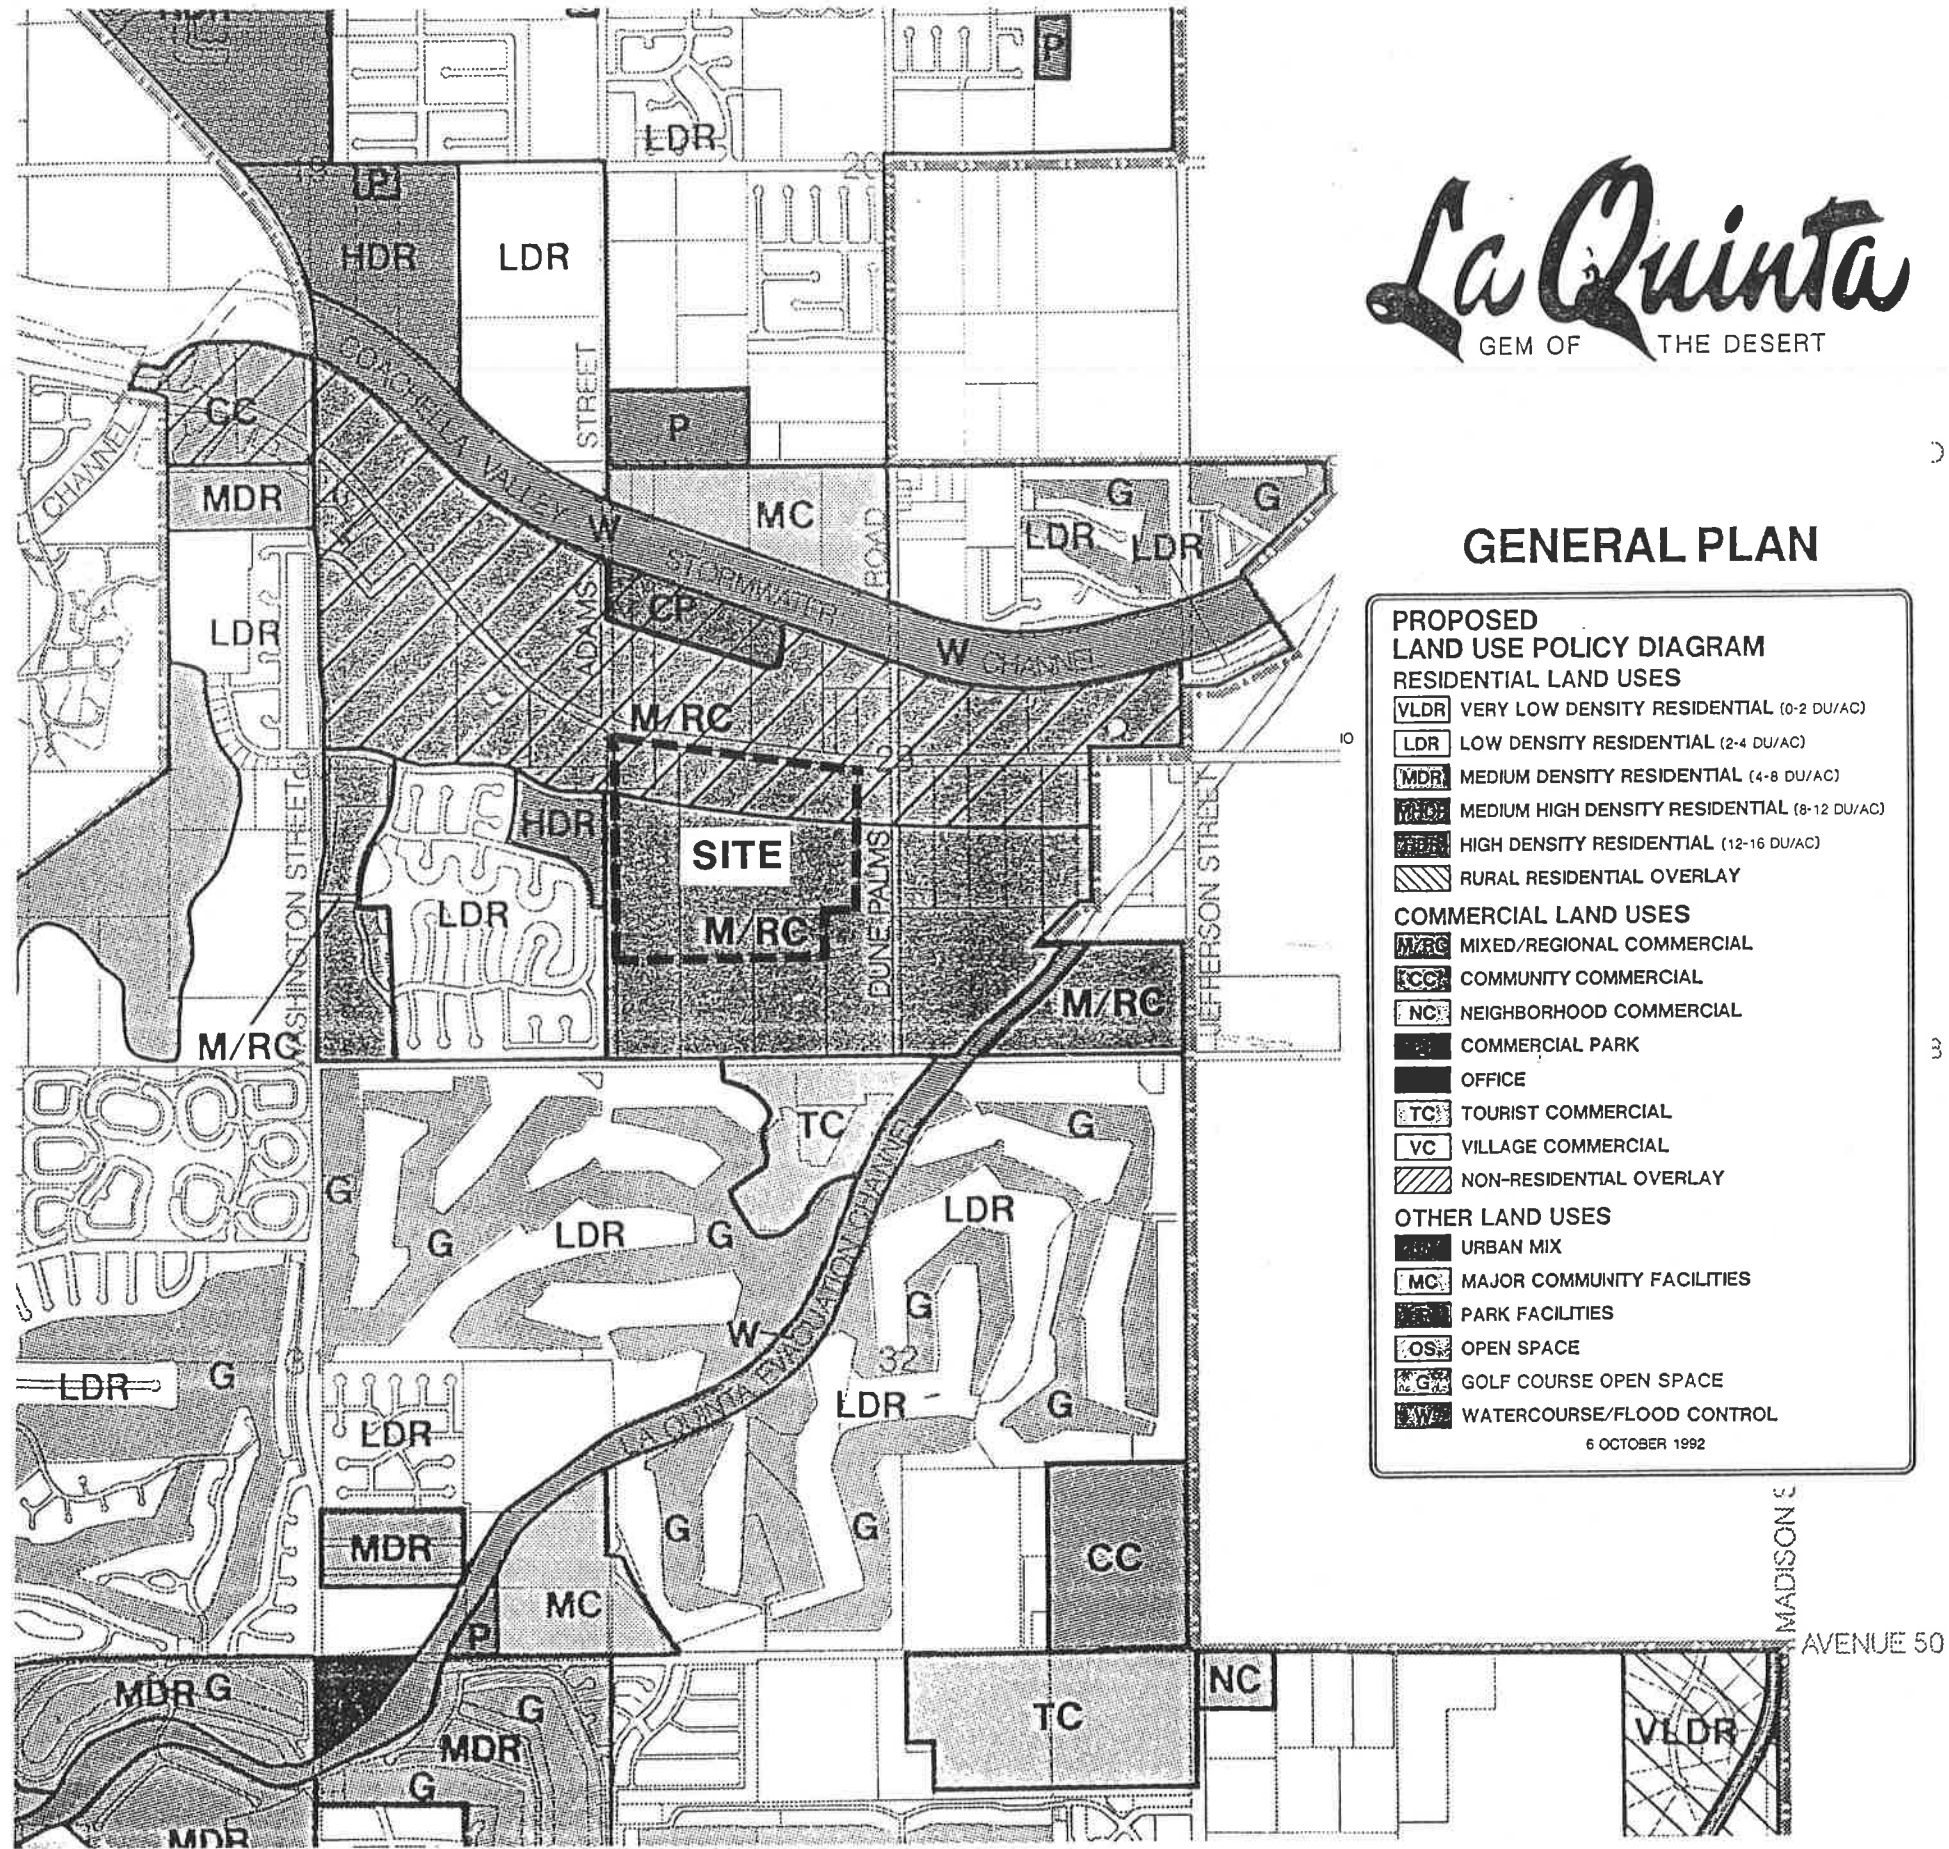 La Quinta
GEM OF THE DESERT
GENERAL PLAN
PROPOSED
LAND USE POLICY DIAGRAM
RESIDENTIAL LAND USES
VLDR VERY LOW DENSITY RESIDENTIAL (0-2 DU/AC)
LDR LOW DENSITY RESIDENTIAL (2-4 DU/AC)
MDR MEDIUM DENSITY RESIDENTIAL (4-8 DU/AC)
MEDIUM HIGH DENSITY RESIDENTIAL (8-12 DU/AC)
HDR HIGH DENSITY RESIDENTIAL (12-16 DU/AC)
RURAL RESIDENTIAL OVERLAY
COMMERCIAL LAND USES
M/RC MIXED/REGIONAL COMMERCIAL
CC COMMUNITY COMMERCIAL
NC NEIGHBORHOOD COMMERCIAL
COMMERCIAL PARK
OFFICE
TC TOURIST COMMERCIAL
VC VILLAGE COMMERCIAL
NON-RESIDENTIAL OVERLAY
OTHER LAND USES
URBAN MIX
MC MAJOR COMMUNITY FACILITIES
PARK FACILITIES
OS OPEN SPACE
G GOLF COURSE OPEN SPACE
W WATERCOURSE/FLOOD CONTROL
6 OCTOBER 1992
P
LDR
20
19
P
HDR
LDR
STREET
COACHELLA VALLEY STORMWATER CHANNEL
CC
CHANNEL
P
MDR
W
MC
ROAD
G
G
LDR
LDR
LDR
ADAMS
CP
W
M/RC
10
HDR
SITE
LDR
M/RC
DUNE PALMS
WASHINGTON STREET
JEFFERSON STREET
M/RC
M/RC
TC
G
G
G
LDR
G
LDR
G
LA QUINTA EVACUATION CHANNEL
G
W
32
LDR
G
LDR
G
LDR
MDR
G
G
CC
MC
P
MADISON S
AVENUE 50
MDR G
G
MDR
G
TC
NC
VLDR
MDR